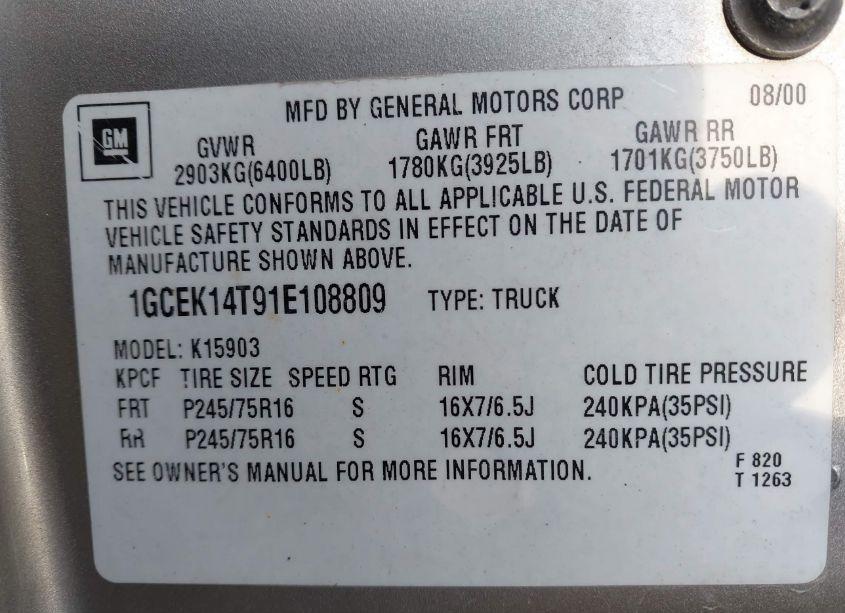 GM
MFD BY GENERAL MOTORS CORP 08/00
GVWR GAWR FRT GAWR RR
2903KG(6400LB) 1780KG(3925LB) 1701KG(3750LB)
THIS VEHICLE CONFORMS TO ALL APPLICABLE U.S. FEDERAL MOTOR
VEHICLE SAFETY STANDARDS IN EFFECT ON THE DATE OF
MANUFACTURE SHOWN ABOVE.
1GCEK14T91E108809 TYPE: TRUCK
MODEL: K15903
KPCF TIRE SIZE SPEED RTG RIM COLD TIRE PRESSURE
FRT P245/75R16 S 16X7/6.5J 240KPA(35PSI)
RR P245/75R16 S 16X7/6.5J 240KPA(35PSI)
SEE OWNER'S MANUAL FOR MORE INFORMATION.
F 820
T 1263